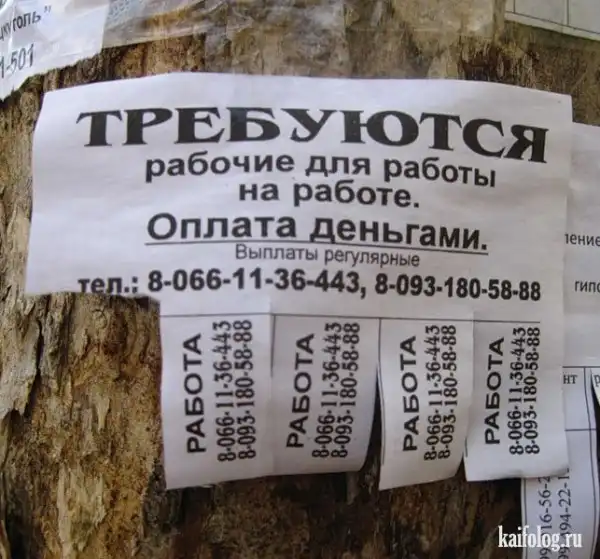 1-501
ТРЕБУЮТСЯ
рабочие для работы
на работе.
Оплата деньгами.
Выплаты регулярные
тел.: 8-066-11-36-443, 8-093-180-58-88
РАБОТА
8-066-11-36-443
8-093-180-58-88
РАБОТА
8-066-11-36-443
8-093-180-58-88
РАБОТА
8-066-11-36-443
8-093-180-58-88
РАБОТА
8-066-11-36-443
8-093-180-58-88
kaifolog.ru